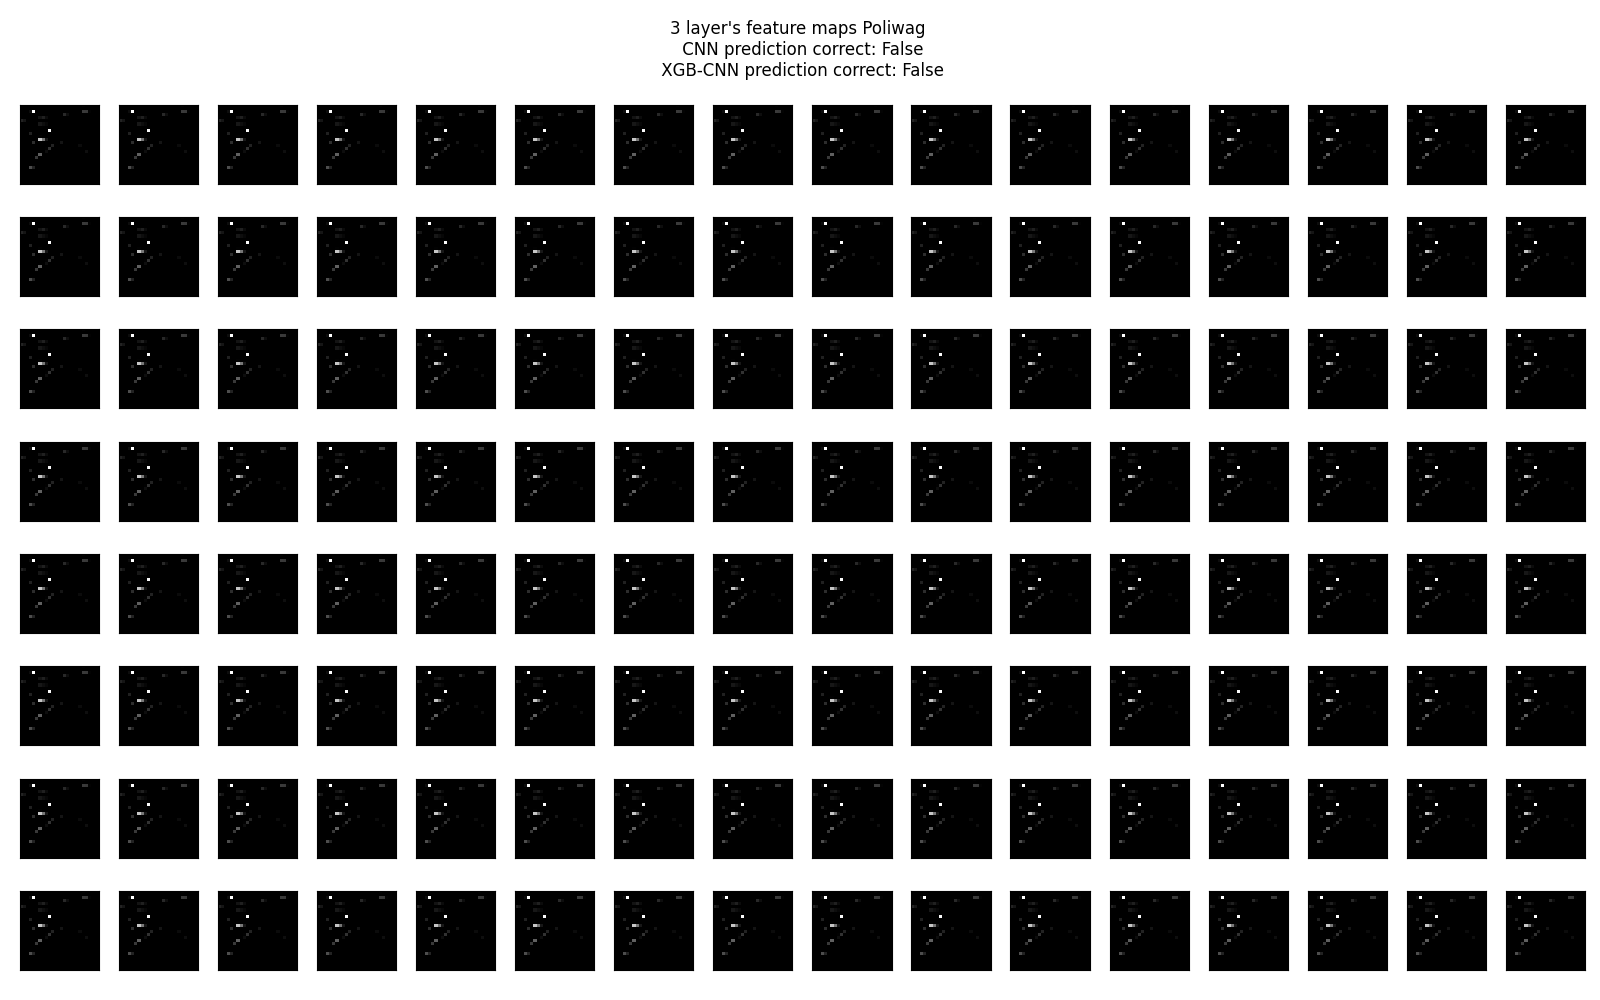 3 layer's feature maps Poliwag
CNN prediction correct: False
XGB-CNN prediction correct: False